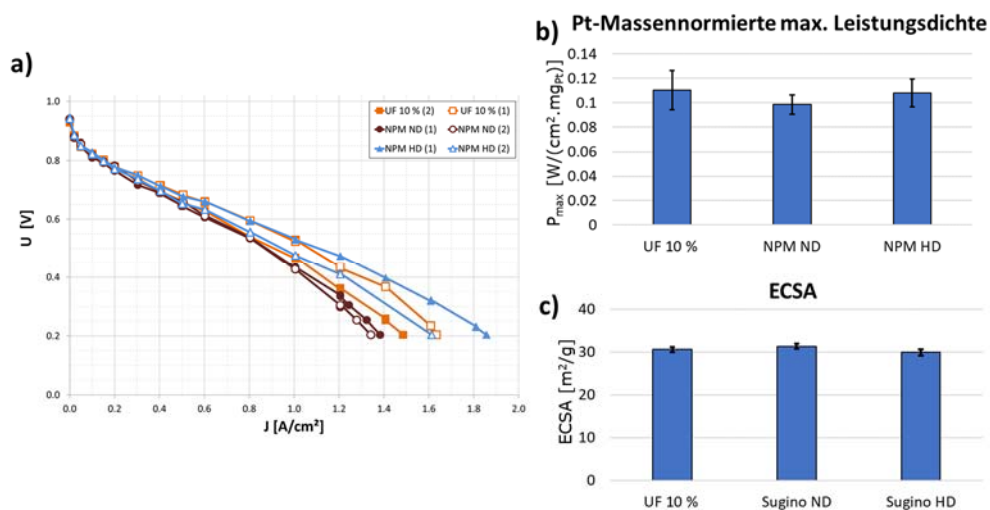 a)
1.0
0.8
0.6
0.4
0.2
0.0
U [V]
0.0
0.2
0.4
0.6
0.8
1.0
1.2
1.4
1.6
1.8
2.0
J [A/cm²]
UF 10 % (2)
UF 10 % (1)
NPM ND (1)
NPM ND (2)
NPM HD (1)
NPM HD (2)
b)
Pt-Massennormierte max. Leistungsdichte
0.14
0.12
0.1
0.08
0.06
0.04
0.02
0
Pmax [W/(cm².mgPt)]
UF 10 %
NPM ND
NPM HD
c)
ECSA
50
40
30
20
10
0
ECSA [m²/g]
UF 10 %
Sugino ND
Sugino HD